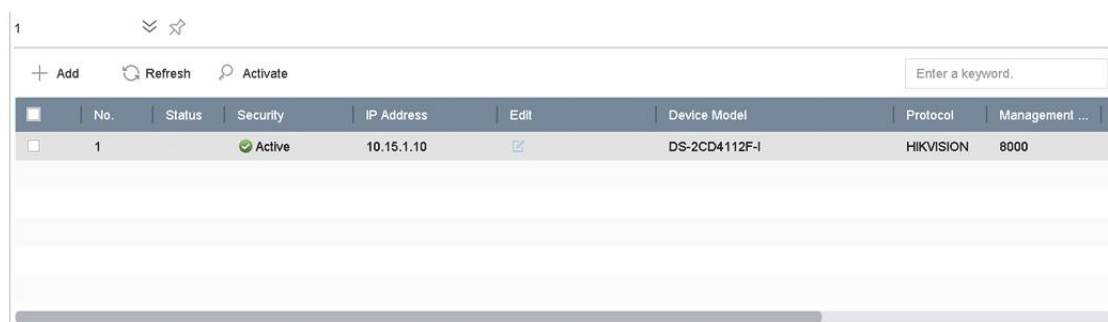 1
Add Refresh Activate Enter a keyword.
No. Status Security IP Address Edit Device Model Protocol Management ...
1 Active 10.15.1.10 DS-2CD4112F-I HIKVISION 8000